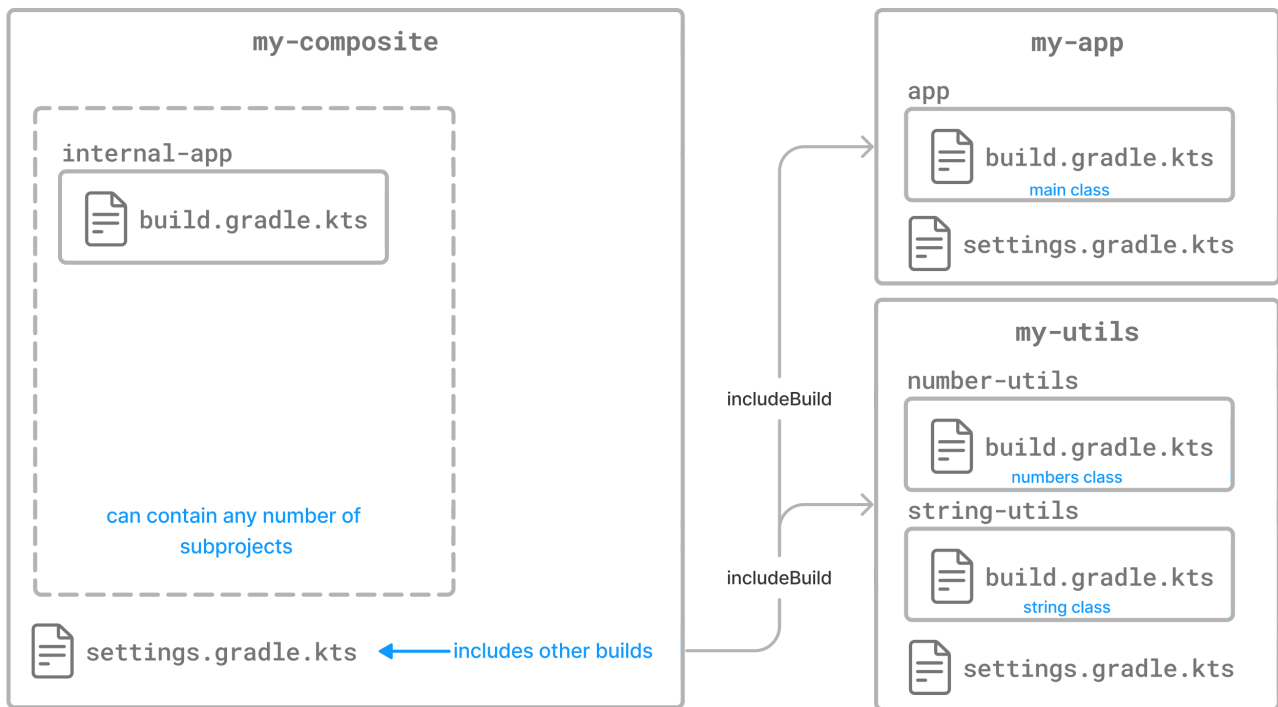 my-composite
internal-app
build.gradle.kts
can contain any number of
subprojects
settings.gradle.kts
includes other builds
includeBuild
includeBuild
my-app
app
build.gradle.kts
main class
settings.gradle.kts
my-utils
number-utils
build.gradle.kts
numbers class
string-utils
build.gradle.kts
string class
settings.gradle.kts